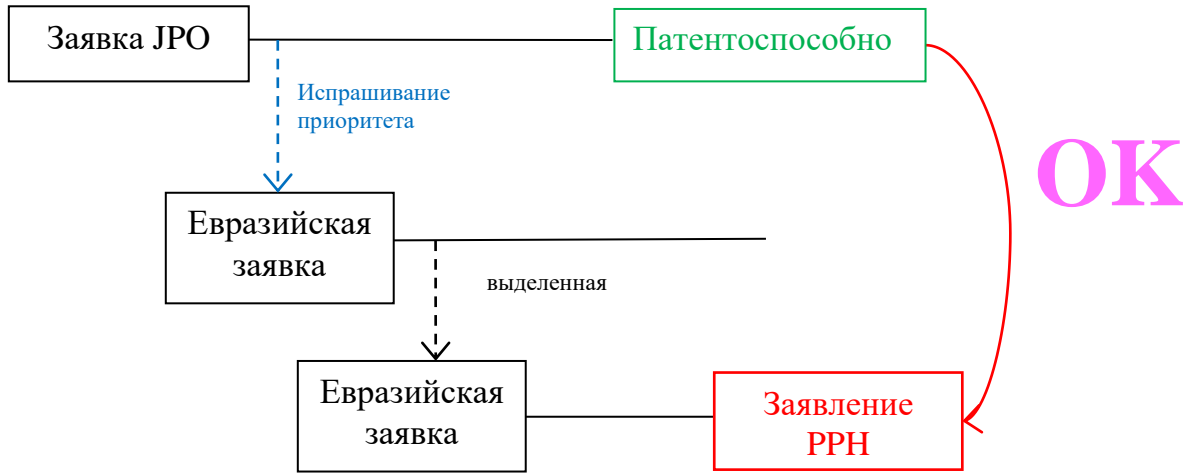 Заявка JPO
Патентоспособно
Испрашивание
приоритета
OK
Евразийская
заявка
выделенная
Евразийская
заявка
Заявление
PPH